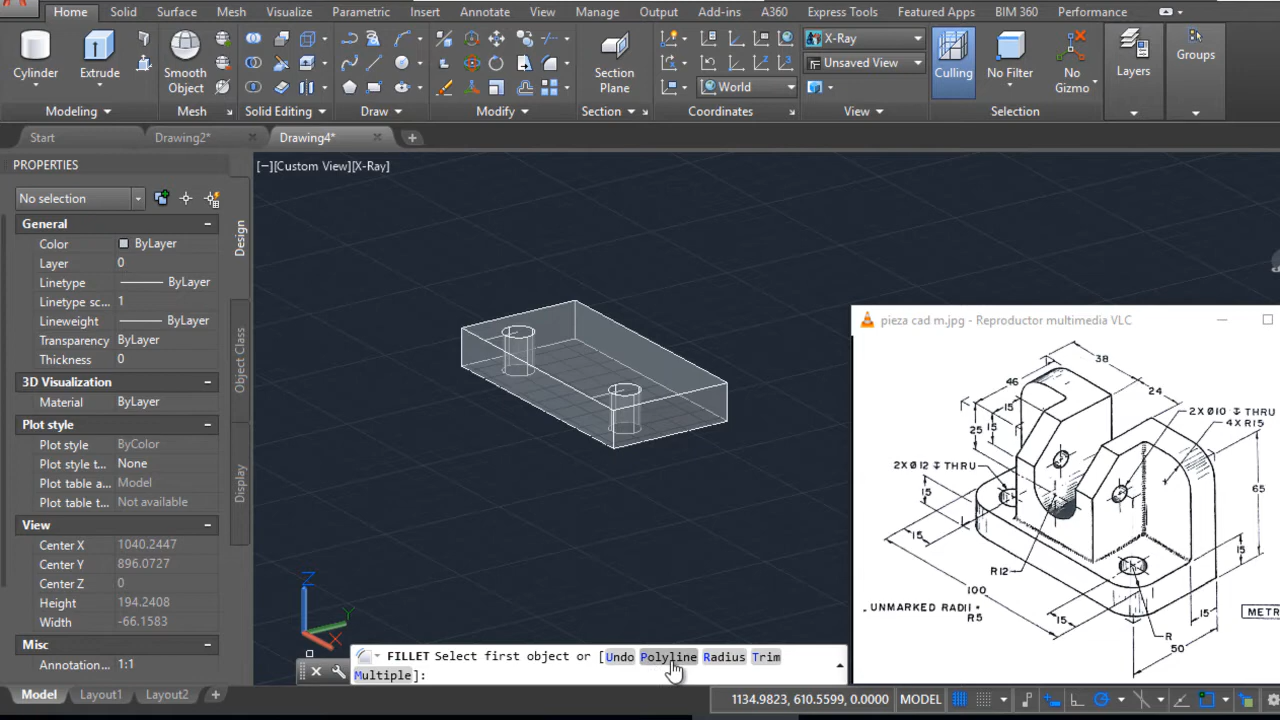 Home Solid Surface Mesh Visualize Parametric Insert Annotate View Manage Output Add-ins A360 Express Tools Featured Apps BIM 360 Performance
X-Ray
Cylinder Extrude Smooth Object Section Plane Unsaved View Culling No Filter No Gizmo Layers Groups
World
Modeling Mesh Solid Editing Draw Modify Section Coordinates View Selection
Start Drawing2* Drawing4*
PROPERTIES
[−][Custom View][X-Ray]
No selection
General
Color ByLayer
Layer 0
Linetype ByLayer
Linetype sc... 1
Lineweight ByLayer
Transparency ByLayer
Thickness 0
3D Visualization
Material ByLayer
Plot style
Plot style ByColor
Plot style t... None
Plot table a... Model
Plot table t... Not available
View
Center X 1040.2447
Center Y 896.0727
Center Z 0
Height 194.2408
Width -66.1583
Misc
Annotation... 1:1
Design
Object Class
Display
pieza cad m.jpg - Reproductor multimedia VLC
38
46
24
15
2X Ø10 ↧ THRU
4X R15
25
15
2X Ø12 ↧ THRU
65
15
15
R12
15
100
UNMARKED RADII =
R5
15
15
METR
R
50
Z
Y
X
FILLET Select first object or [Undo Polyline Radius Trim
Multiple]:
Model Layout1 Layout2
1134.9823, 610.5599, 0.0000 MODEL